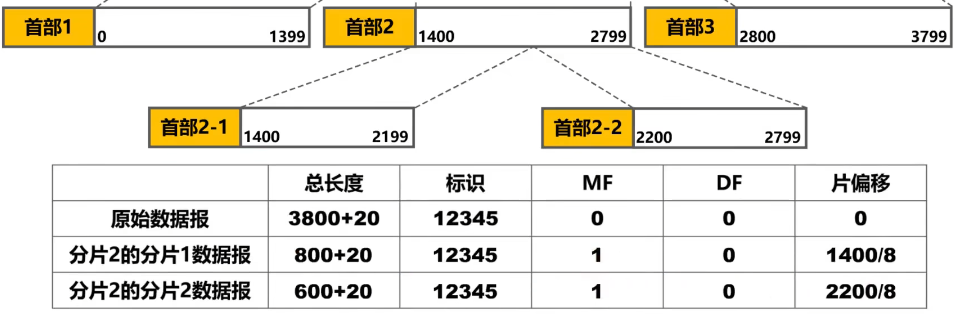 首部1 0 1399 首部2 1400 2799 首部3 2800 3799
首部2-1 1400 2199 首部2-2 2200 2799
总长度 标识 MF DF 片偏移
原始数据报 3800+20 12345 0 0 0
分片2的分片1数据报 800+20 12345 1 0 1400/8
分片2的分片2数据报 600+20 12345 1 0 2200/8